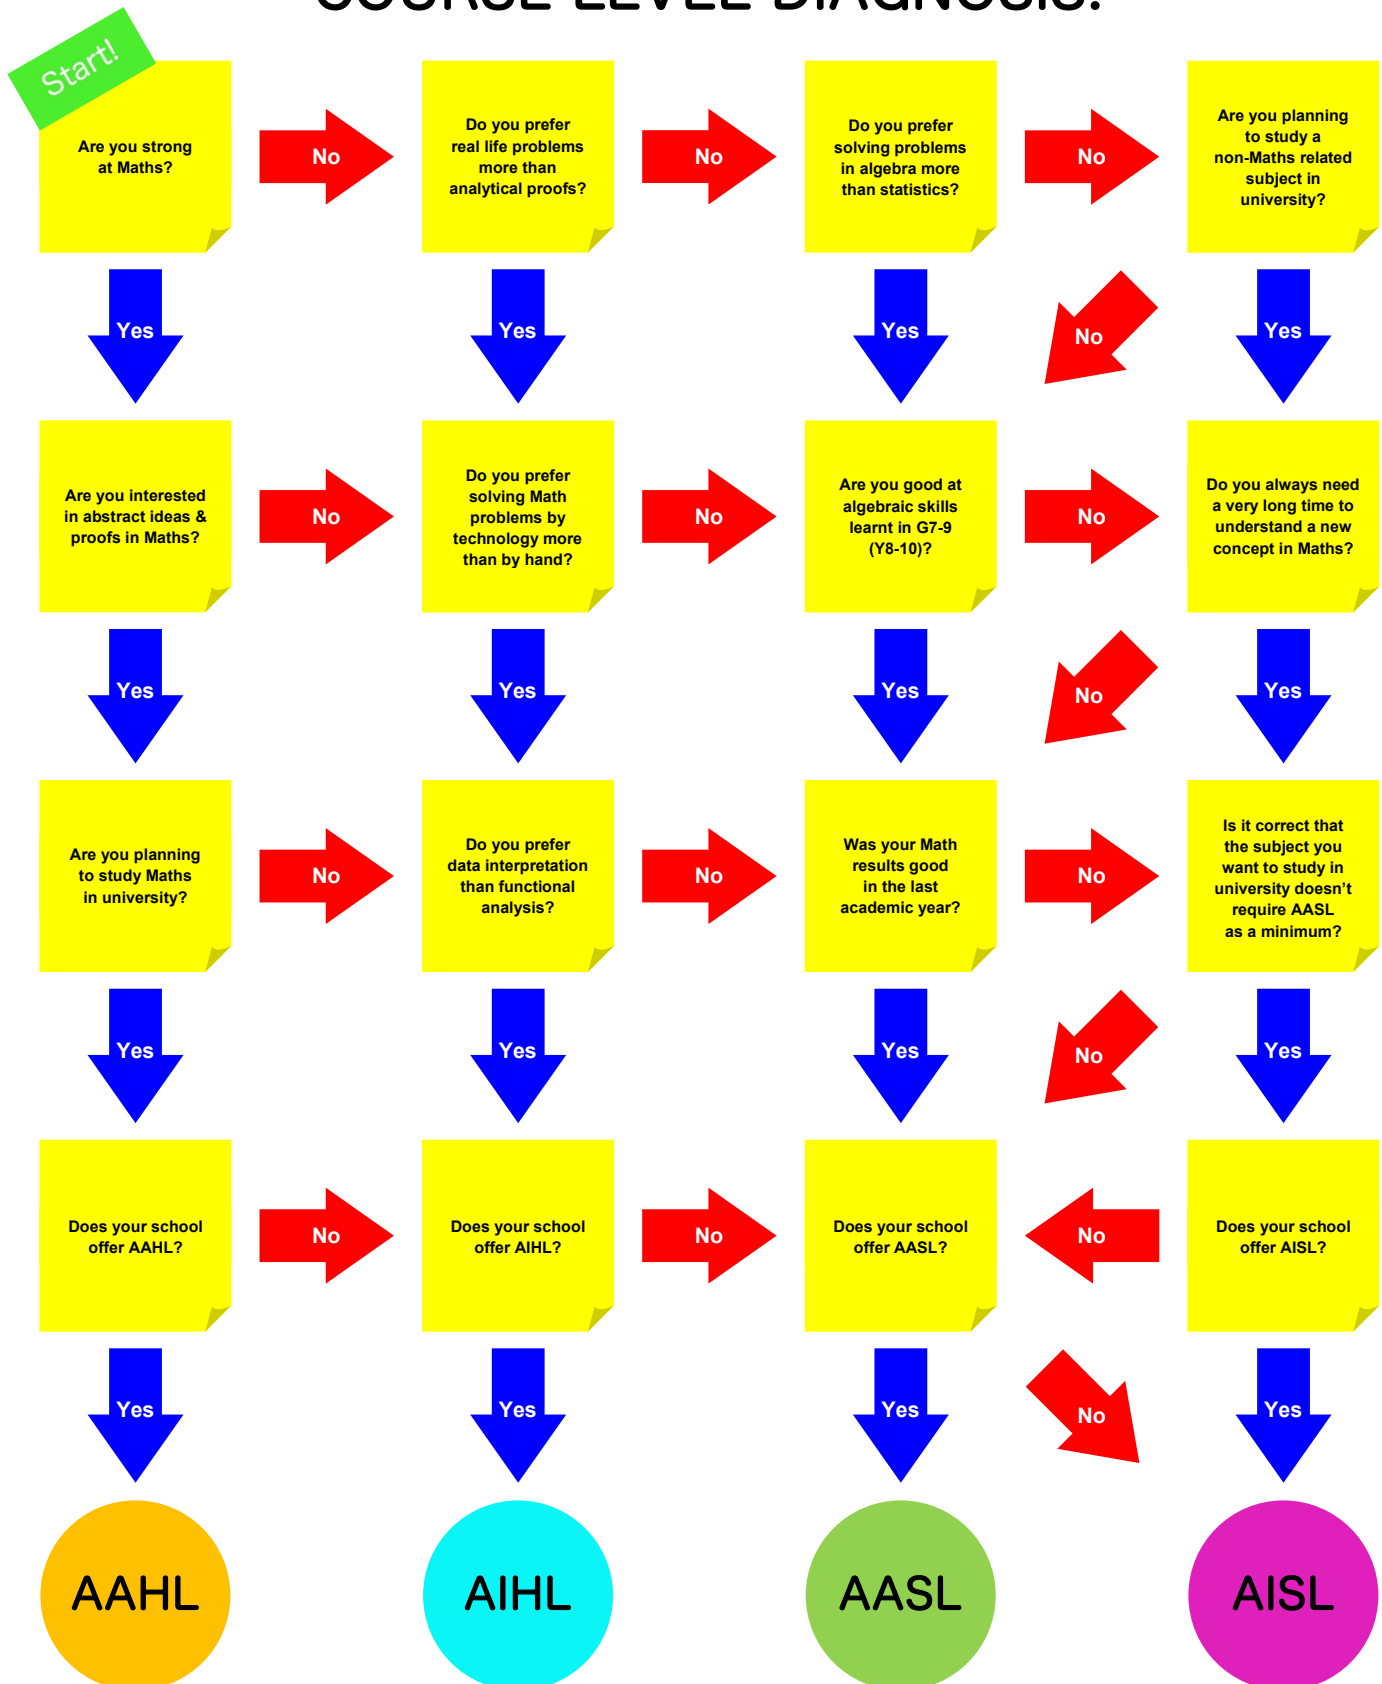 COURSE LEVEL DIAGNOSIS:
Start!
Are you strong
at Maths?
No
Do you prefer
real life problems
more than
analytical proofs?
No
Do you prefer
solving problems
in algebra more
than statistics?
No
Are you planning
to study a
non-Maths related
subject in
university?
Yes
Yes
Yes
No
Yes
Are you interested
in abstract ideas &
proofs in Maths?
No
Do you prefer
solving Math
problems by
technology more
than by hand?
No
Are you good at
algebraic skills
learnt in G7-9
(Y8-10)?
No
Do you always need
a very long time to
understand a new
concept in Maths?
Yes
Yes
Yes
No
Yes
Are you planning
to study Maths
in university?
No
Do you prefer
data interpretation
than functional
analysis?
No
Was your Math
results good
in the last
academic year?
No
Is it correct that
the subject you
want to study in
university doesn’t
require AASL
as a minimum?
Yes
Yes
Yes
No
Yes
Does your school
offer AAHL?
No
Does your school
offer AIHL?
No
Does your school
offer AASL?
No
Does your school
offer AISL?
Yes
Yes
Yes
No
Yes
AAHL
AIHL
AASL
AISL